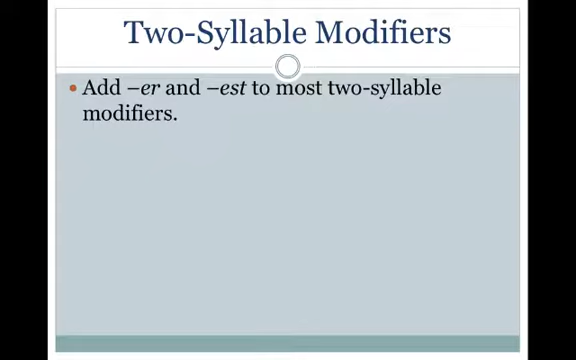 Two-Syllable Modifiers
• Add –er and –est to most two-syllable
modifiers.